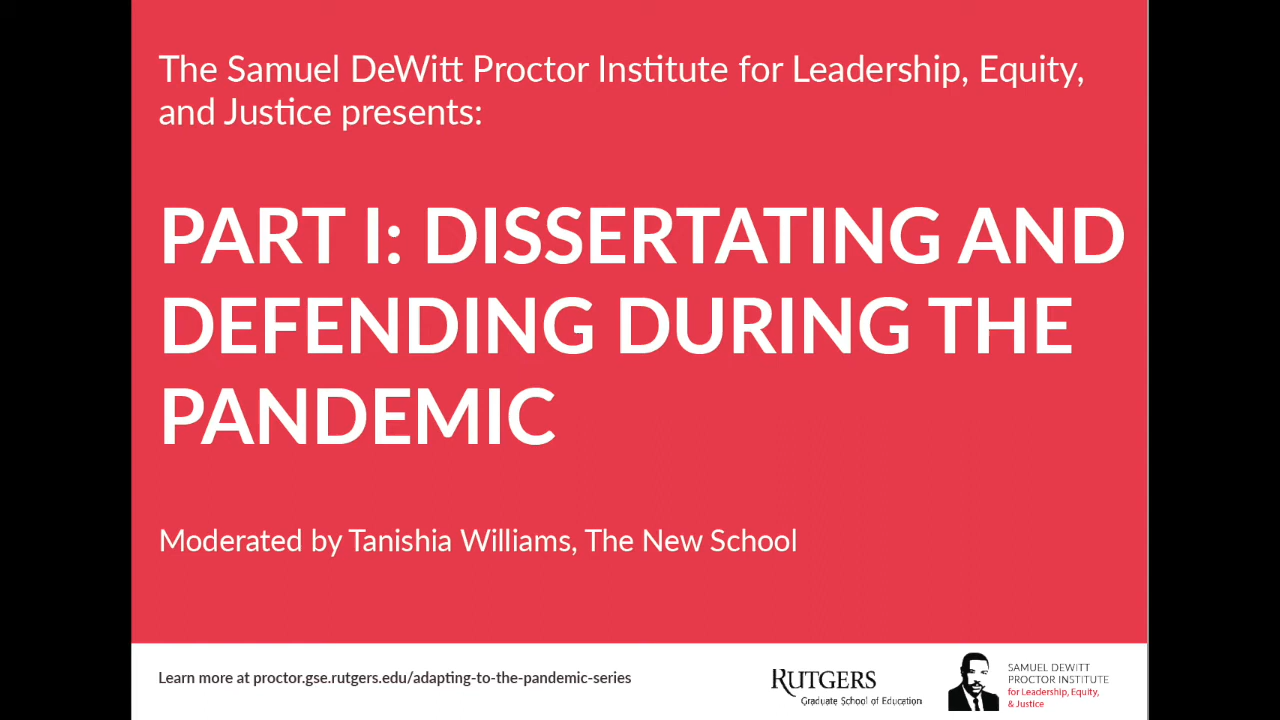 The Samuel DeWitt Proctor Institute for Leadership, Equity,
and Justice presents:
PART I: DISSERTATING AND
DEFENDING DURING THE
PANDEMIC
Moderated by Tanishia Williams, The New School
Learn more at proctor.gse.rutgers.edu/adapting-to-the-pandemic-series
RUTGERS
Graduate School of Education
SAMUEL DEWITT
PROCTOR INSTITUTE
for Leadership, Equity,
& Justice